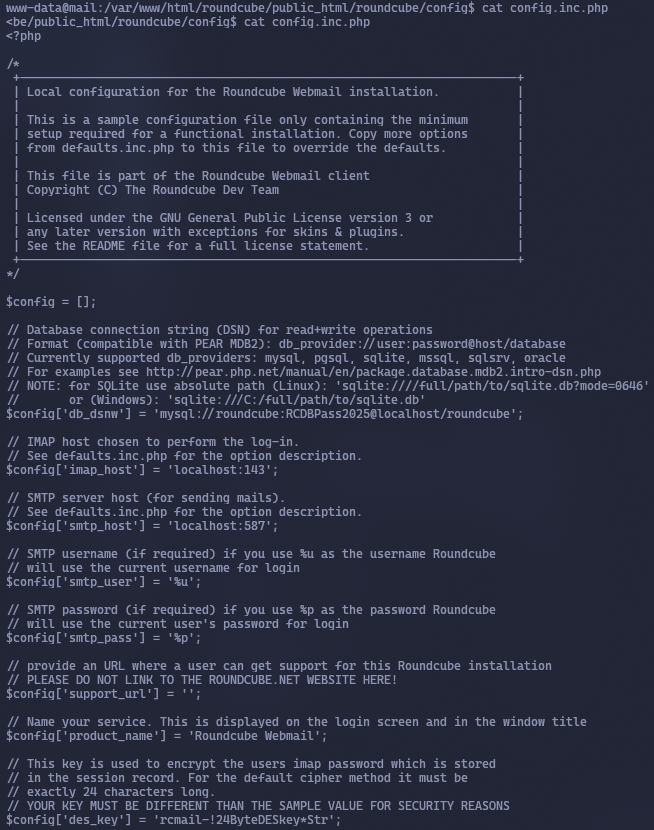 www-data@mail:/var/www/html/roundcube/public_html/roundcube/config$ cat config.inc.php
<be/public_html/roundcube/config$ cat config.inc.php
<?php
/*
| Local configuration for the Roundcube Webmail installation. |
| |
| This is a sample configuration file only containing the minimum |
| setup required for a functional installation. Copy more options |
| from defaults.inc.php to this file to override the defaults. |
| |
| This file is part of the Roundcube Webmail client |
| Copyright (C) The Roundcube Dev Team |
| |
| Licensed under the GNU General Public License version 3 or |
| any later version with exceptions for skins & plugins. |
| See the README file for a full license statement. |
*/
$config = [];
// Database connection string (DSN) for read+write operations
// Format (compatible with PEAR MDB2): db_provider://user:password@host/database
// Currently supported db_providers: mysql, pgsql, sqlite, mssql, sqlsrv, oracle
// For examples see http://pear.php.net/manual/en/package.database.mdb2.intro-dsn.php
// NOTE: for SQLite use absolute path (Linux): 'sqlite:////full/path/to/sqlite.db?mode=0646'
// or (Windows): 'sqlite:///C:/full/path/to/sqlite.db'
$config['db_dsnw'] = 'mysql://roundcube:RCDBPass2025@localhost/roundcube';
// IMAP host chosen to perform the log-in.
// See defaults.inc.php for the option description.
$config['imap_host'] = 'localhost:143';
// SMTP server host (for sending mails).
// See defaults.inc.php for the option description.
$config['smtp_host'] = 'localhost:587';
// SMTP username (if required) if you use %u as the username Roundcube
// will use the current username for login
$config['smtp_user'] = '%u';
// SMTP password (if required) if you use %p as the password Roundcube
// will use the current user's password for login
$config['smtp_pass'] = '%p';
// provide an URL where a user can get support for this Roundcube installation
// PLEASE DO NOT LINK TO THE ROUNDCUBE.NET WEBSITE HERE!
$config['support_url'] = '';
// Name your service. This is displayed on the login screen and in the window title
$config['product_name'] = 'Roundcube Webmail';
// This key is used to encrypt the users imap password which is stored
// in the session record. For the default cipher method it must be
// exactly 24 characters long.
// YOUR KEY MUST BE DIFFERENT THAN THE SAMPLE VALUE FOR SECURITY REASONS
$config['des_key'] = 'rcmail-!24ByteDESkey*Str';